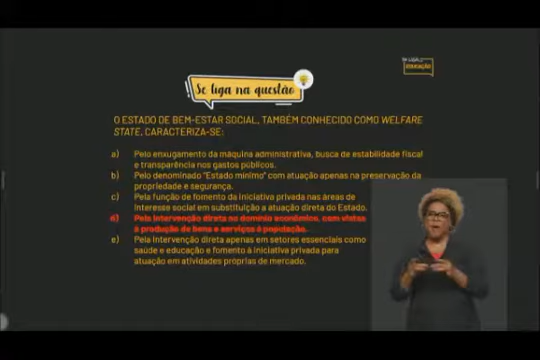 SE LIGA NA
EDUCAÇÃO
Se liga na questão
O ESTADO DE BEM-ESTAR SOCIAL, TAMBÉM CONHECIDO COMO WELFARE
STATE, CARACTERIZA-SE:
a) Pelo enxugamento da máquina administrativa, busca de estabilidade fiscal
e transparência nos gastos públicos.
b) Pelo denominado "Estado mínimo" com atuação apenas na preservação da
propriedade e segurança.
c) Pela função de fomento da iniciativa privada nas áreas de
interesse social em substituição a atuação direta do Estado.
d) Pela intervenção direta no domínio econômico, com vistas
à produção de bens e serviços à população.
e) Pela intervenção direta apenas em setores essenciais como
saúde e educação e fomento à iniciativa privada para
atuação em atividades próprias de mercado.